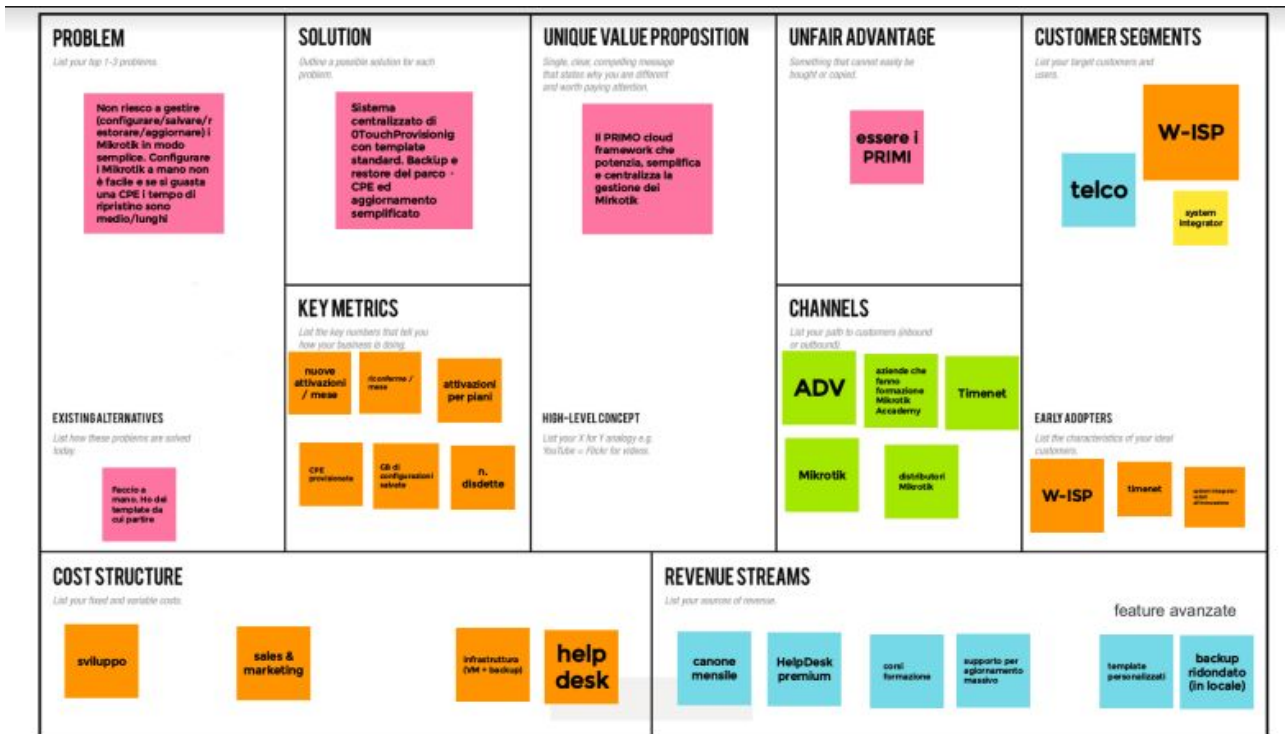 PROBLEM
List your top 1-3 problems.
Non riesco a gestire
(configurare/salvare/r
estorare/aggiornare) i
Mikrotik in modo
semplice. Configurare
i Mikrotik a mano non
è facile e se si guasta
una CPE i tempo di
ripristino sono
medio/lunghi
EXISTING ALTERNATIVES
List how these problems are solved
today.
Faccio a
mano. Ho dei
template da
cui partire
SOLUTION
Outline a possible solution for each
problem.
Sistema
centralizzato di
0TouchProvisionig
con template
standard. Backup e
restore del parco -
CPE ed
aggiornamento
semplificato
KEY METRICS
List the key numbers that tell you
how your business is doing.
nuove
attivazioni
/ mese
riconferme /
mese
attivazioni
per piani
CPE
provisionate
GB di
configurazioni
salvate
n.
disdette
UNIQUE VALUE PROPOSITION
Single, clear, compelling message
that states why you are different
and worth paying attention.
Il PRIMO cloud
framework che
potenzia, semplifica
e centralizza la
gestione dei
Mirkotik
HIGH-LEVEL CONCEPT
List your X for Y analogy e.g.
YouTube = Flickr for videos.
UNFAIR ADVANTAGE
Something that cannot easily be
bought or copied.
essere i
PRIMI
CHANNELS
List your path to customers (inbound
or outbound).
ADV
aziende che
fanno
formazione
Mikrotik
Accademy
Timenet
Mikrotik
distributori
Mikrotik
CUSTOMER SEGMENTS
List your target customers and
users.
W-ISP
telco
system
integrator
EARLY ADOPTERS
List the characteristics of your ideal
customers.
W-ISP
timenet
COST STRUCTURE
List your fixed and variable costs.
sviluppo
sales &
marketing
infrastruttura
(VM + backup)
help
desk
REVENUE STREAMS
List your sources of revenue.
feature avanzate
canone
mensile
HelpDesk
premium
corsi
formazione
supporto per
agiornamento
massivo
template
personalizzati
backup
ridondato
(in locale)